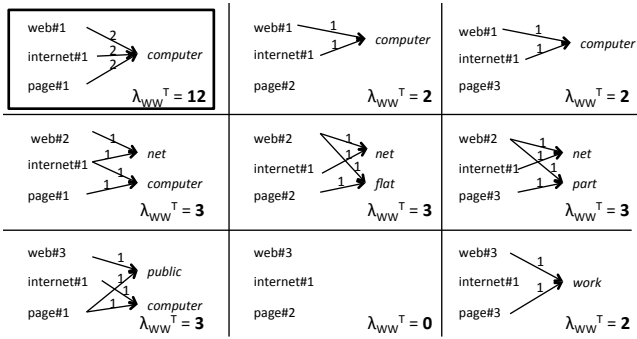 web#1
2
internet#1 2 computer
2
page#1
λWW^T = 12
web#1 1
computer
internet#1 1
page#2
λWW^T = 2
web#1 1
computer
internet#1 1
page#3
λWW^T = 2
web#2 1
net
internet#1 1
1
page#1 1 computer
λWW^T = 3
web#2 1
net
internet#1 1 1
page#2 1 flat
λWW^T = 3
web#2 1
net
internet#1 1 1
page#3 1 part
λWW^T = 3
web#3 1
public
internet#1 1 1
page#1 1 computer
λWW^T = 3
web#3
internet#1
page#2
λWW^T = 0
web#3
1
internet#1 work
1
page#3
λWW^T = 2